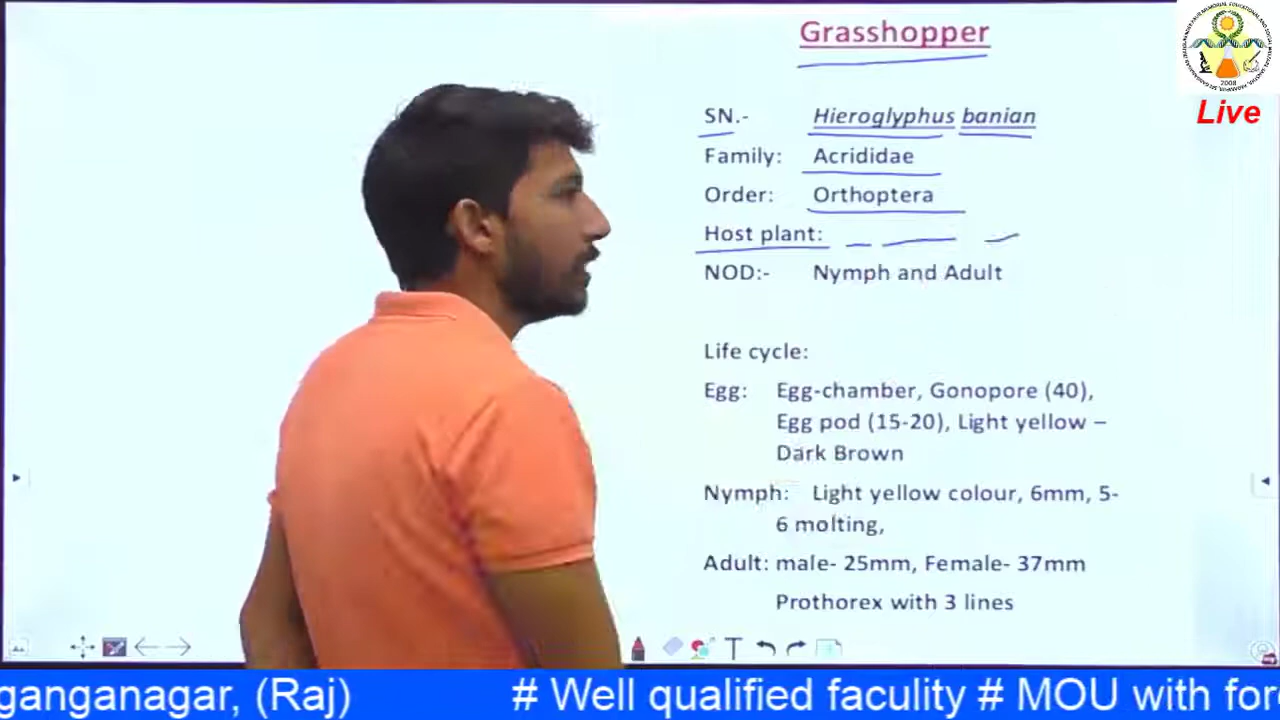 Grasshopper
Live
2008
SN.- Hieroglyphus banian
Family: Acrididae
Order: Orthoptera
Host plant:
NOD:- Nymph and Adult
Life cycle:
Egg: Egg-chamber, Gonopore (40),
Egg pod (15-20), Light yellow –
Dark Brown
Nymph: Light yellow colour, 6mm, 5-
6 molting,
Adult: male- 25mm, Female- 37mm
Prothorex with 3 lines
ganganagar, (Raj) # Well qualified faculity # MOU with for